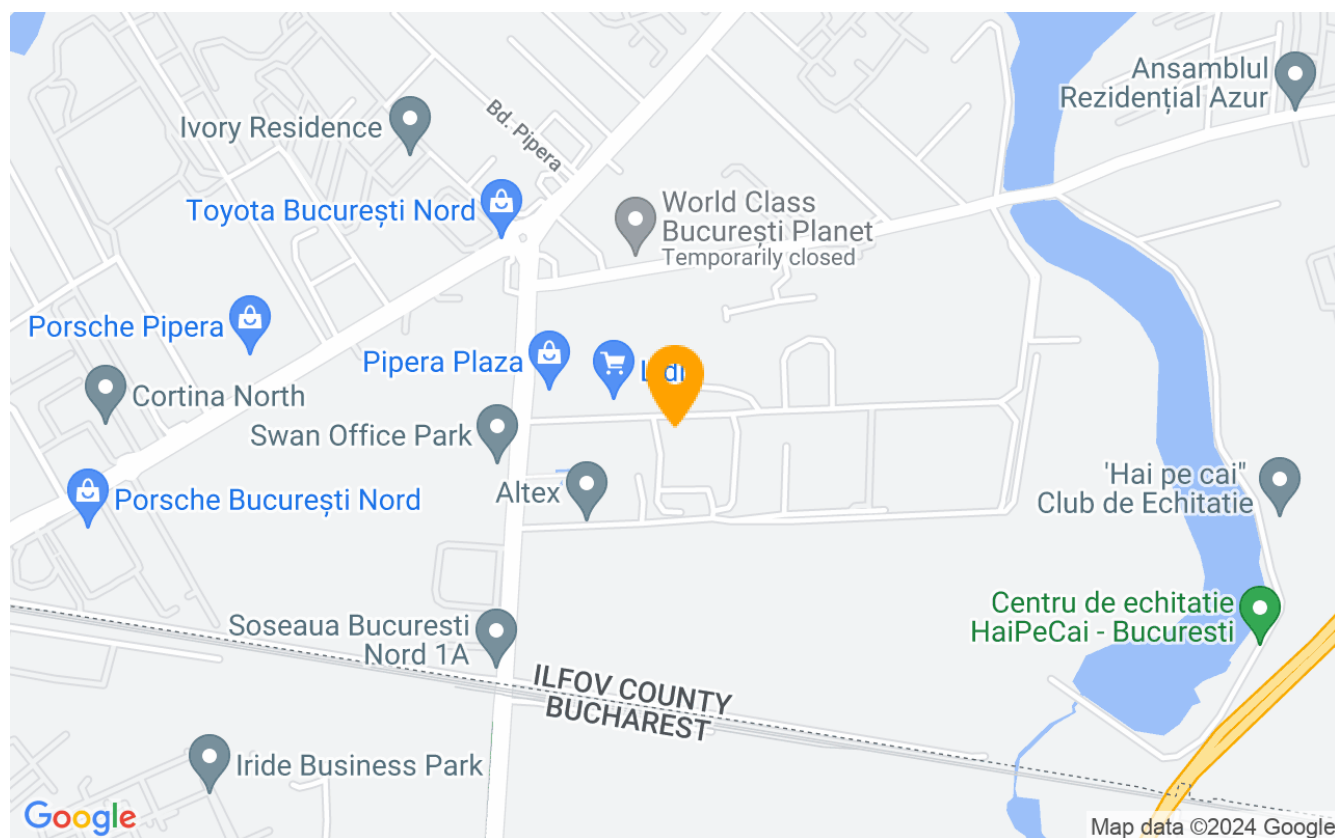 Ansamblul
Rezidențial Azur
Ivory Residence
Bd. Pipera
Toyota București Nord
World Class
București Planet
Temporarily closed
Porsche Pipera
Pipera Plaza
Cortina North
Swan Office Park
Altex
Porsche București Nord
'Hai pe cai"
Club de Echitatie
Centru de echitatie
HaiPeCai - Bucuresti
Soseaua Bucuresti
Nord 1A
ILFOV COUNTY
BUCHAREST
Iride Business Park
Google
Map data ©2024 Google